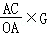 AC/OA × G